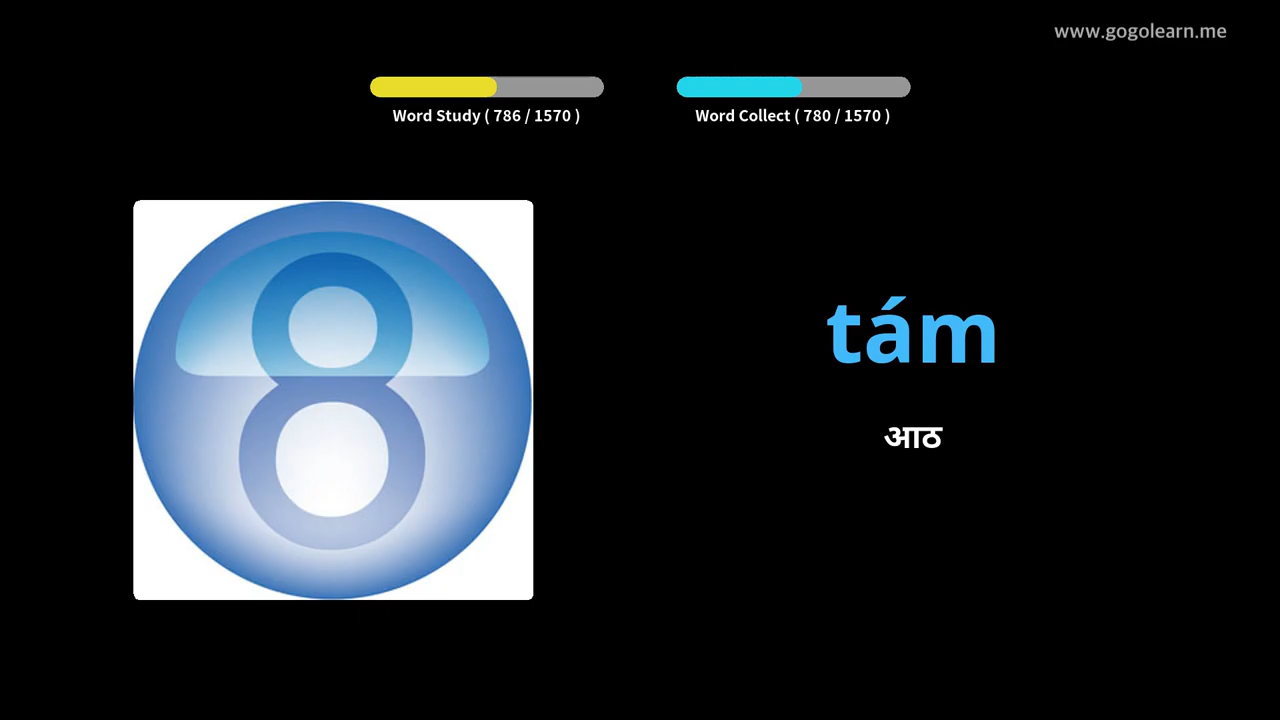 www.gogolearn.me
Word Study ( 786 / 1570 )
Word Collect ( 780 / 1570 )
8
tám
आठ